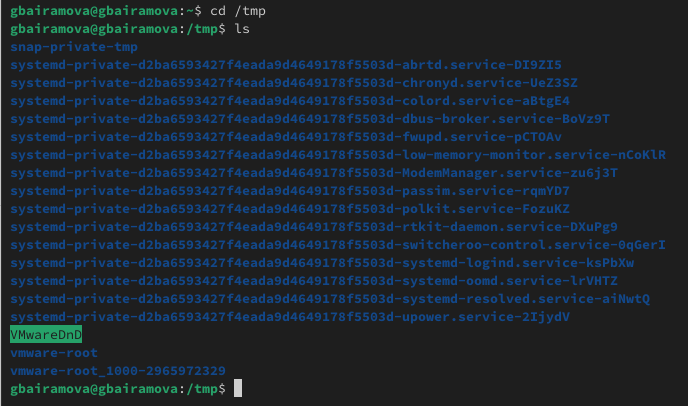 gbairamova@gbairamova:~$ cd /tmp
gbairamova@gbairamova:/tmp$ ls
snap-private-tmp
systemd-private-d2ba6593427f4eada9d4649178f5503d-abrtd.service-DI9ZI5
systemd-private-d2ba6593427f4eada9d4649178f5503d-chronyd.service-UeZ3SZ
systemd-private-d2ba6593427f4eada9d4649178f5503d-colord.service-aBtgE4
systemd-private-d2ba6593427f4eada9d4649178f5503d-dbus-broker.service-BoVz9T
systemd-private-d2ba6593427f4eada9d4649178f5503d-fwupd.service-pCTOAv
systemd-private-d2ba6593427f4eada9d4649178f5503d-low-memory-monitor.service-nCoKlR
systemd-private-d2ba6593427f4eada9d4649178f5503d-ModemManager.service-zu6j3T
systemd-private-d2ba6593427f4eada9d4649178f5503d-passim.service-rqmYD7
systemd-private-d2ba6593427f4eada9d4649178f5503d-polkit.service-FozuKZ
systemd-private-d2ba6593427f4eada9d4649178f5503d-rtkit-daemon.service-DXuPg9
systemd-private-d2ba6593427f4eada9d4649178f5503d-switcheroo-control.service-0qGerI
systemd-private-d2ba6593427f4eada9d4649178f5503d-systemd-logind.service-ksPbXw
systemd-private-d2ba6593427f4eada9d4649178f5503d-systemd-oomd.service-lrVHTZ
systemd-private-d2ba6593427f4eada9d4649178f5503d-systemd-resolved.service-aiNwtQ
systemd-private-d2ba6593427f4eada9d4649178f5503d-upower.service-2IjydV
VMwareDnD
vmware-root
vmware-root_1000-2965972329
gbairamova@gbairamova:/tmp$